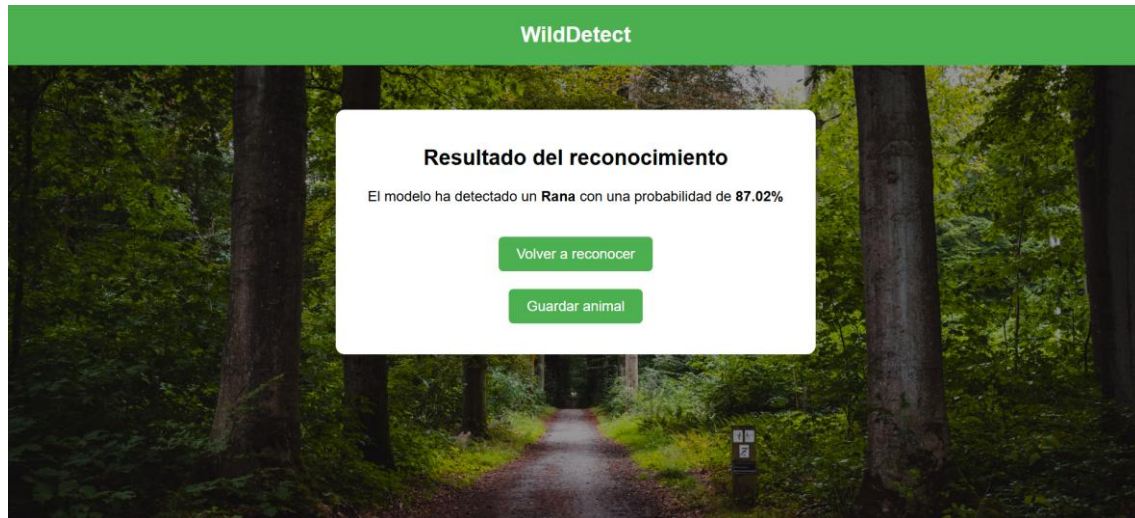 WildDetect
Resultado del reconocimiento
El modelo ha detectado un Rana con una probabilidad de 87.02%
Volver a reconocer
Guardar animal